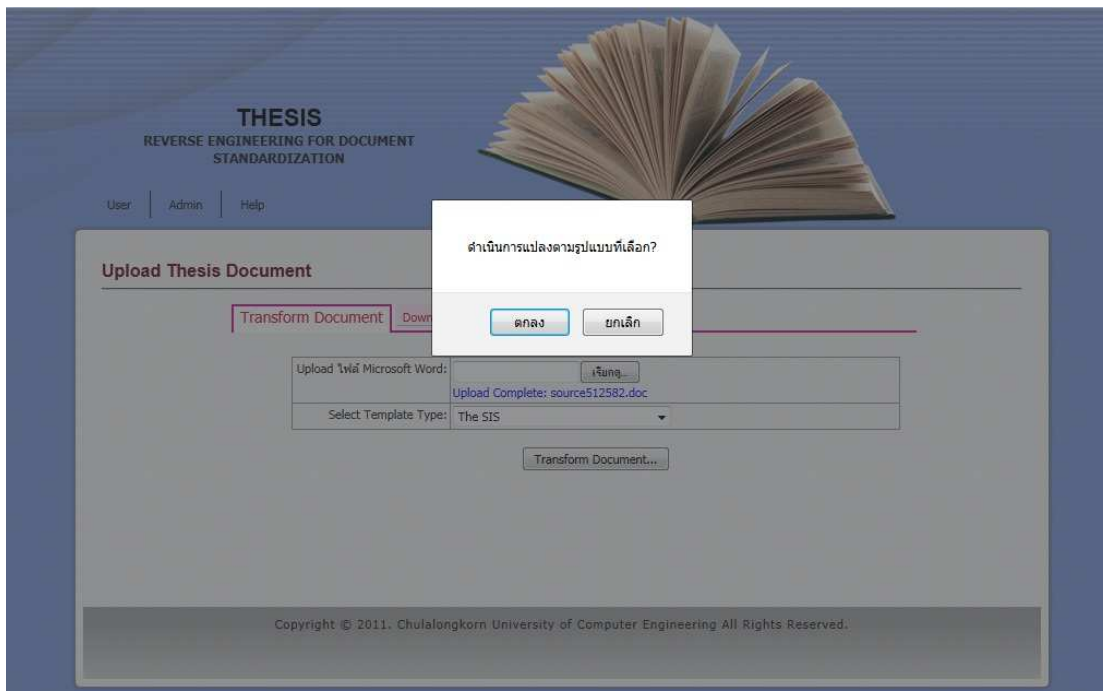 THESIS
REVERSE ENGINEERING FOR DOCUMENT
STANDARDIZATION
User
Admin
Help
ดำเนินการแปลงตามรูปแบบที่เลือก?
ตกลง
ยกเลิก
Upload Thesis Document
Transform Document
Down
Upload ไฟล์ Microsoft Word:
เรียกดู...
Upload Complete: source512582.doc
Select Template Type:
The SIS
Transform Document...
Copyright © 2011. Chulalongkorn University of Computer Engineering All Rights Reserved.